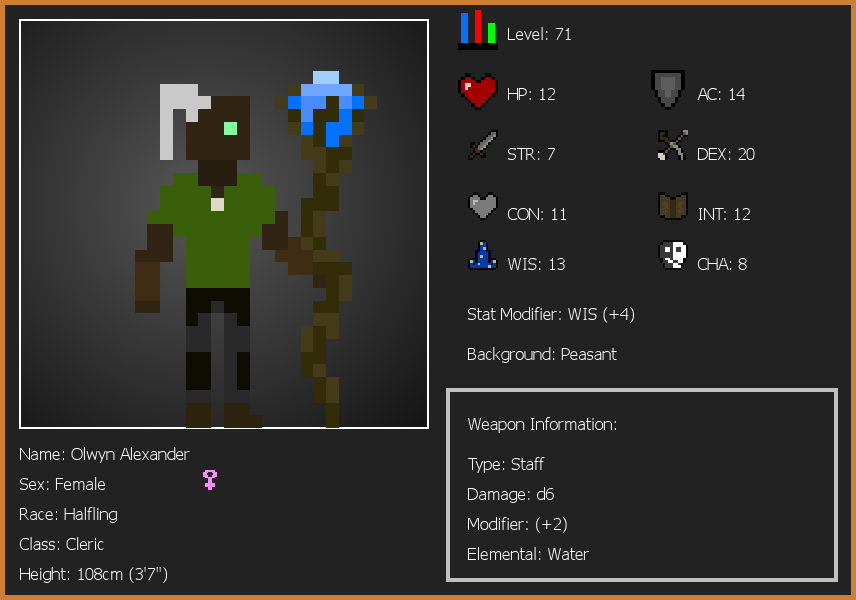 Level: 71
HP: 12
AC: 14
STR: 7
DEX: 20
CON: 11
INT: 12
WIS: 13
CHA: 8
Stat Modifier: WIS (+4)
Background: Peasant
Weapon Information:
Type: Staff
Damage: d6
Modifier: (+2)
Elemental: Water
Name: Olwyn Alexander
Sex: Female
Race: Halfling
Class: Cleric
Height: 108cm (3'7")